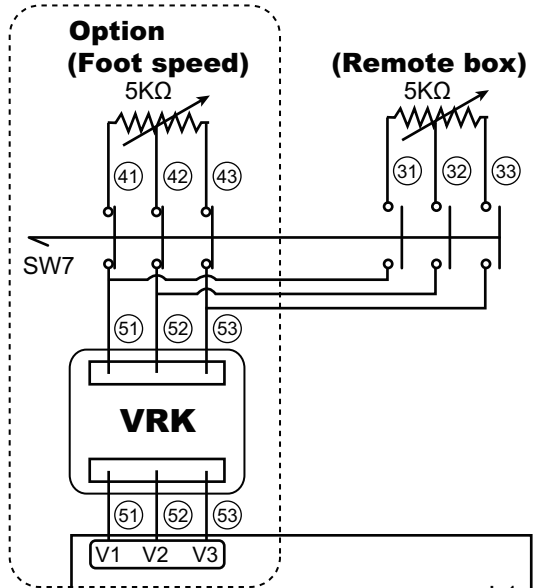 Option
(Foot speed)
(Remote box)
5KΩ
5KΩ
41 42 43
31 32 33
SW7
51 52 53
VRK
51 52 53
V1 V2 V3